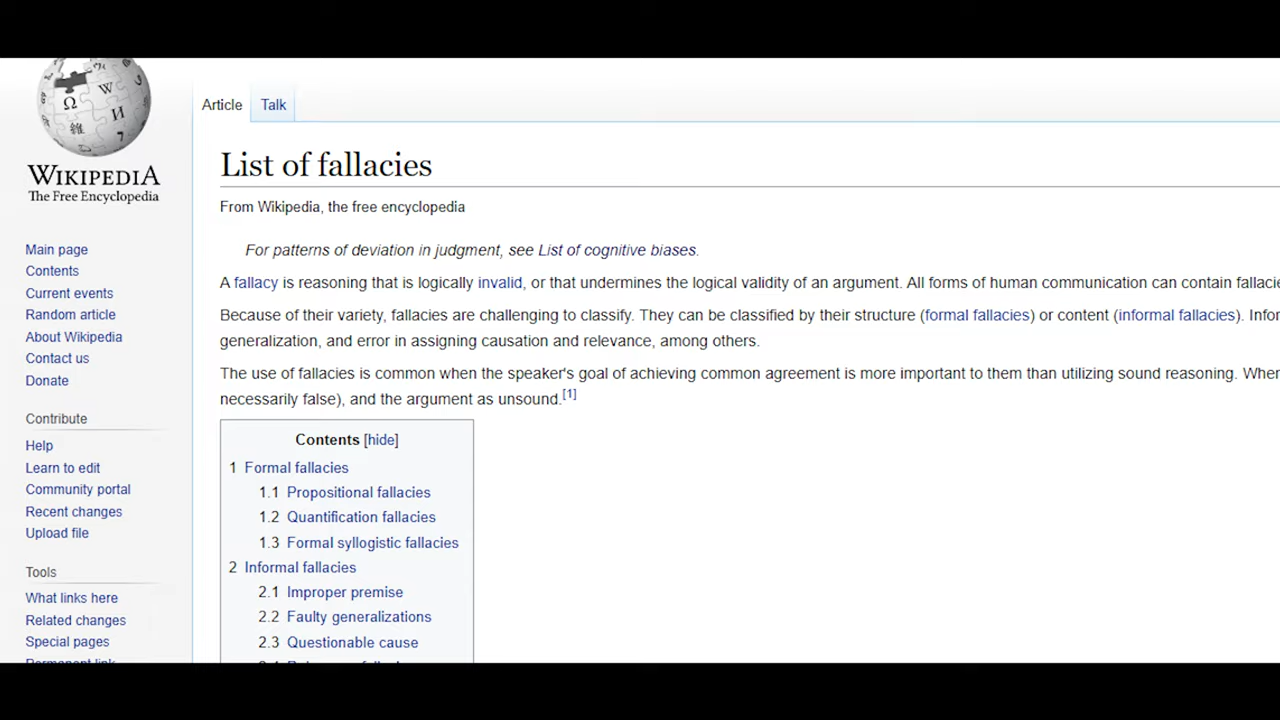 WIKIPEDIA
The Free Encyclopedia
Main page
Contents
Current events
Random article
About Wikipedia
Contact us
Donate
Contribute
Help
Learn to edit
Community portal
Recent changes
Upload file
Tools
What links here
Related changes
Special pages
Permanent link
Article Talk
List of fallacies
From Wikipedia, the free encyclopedia
For patterns of deviation in judgment, see List of cognitive biases.
A fallacy is reasoning that is logically invalid, or that undermines the logical validity of an argument. All forms of human communication can contain fallacie
Because of their variety, fallacies are challenging to classify. They can be classified by their structure (formal fallacies) or content (informal fallacies). Infor
generalization, and error in assigning causation and relevance, among others.
The use of fallacies is common when the speaker's goal of achieving common agreement is more important to them than utilizing sound reasoning. When
necessarily false), and the argument as unsound.[1]
Contents [hide]
1 Formal fallacies
1.1 Propositional fallacies
1.2 Quantification fallacies
1.3 Formal syllogistic fallacies
2 Informal fallacies
2.1 Improper premise
2.2 Faulty generalizations
2.3 Questionable cause